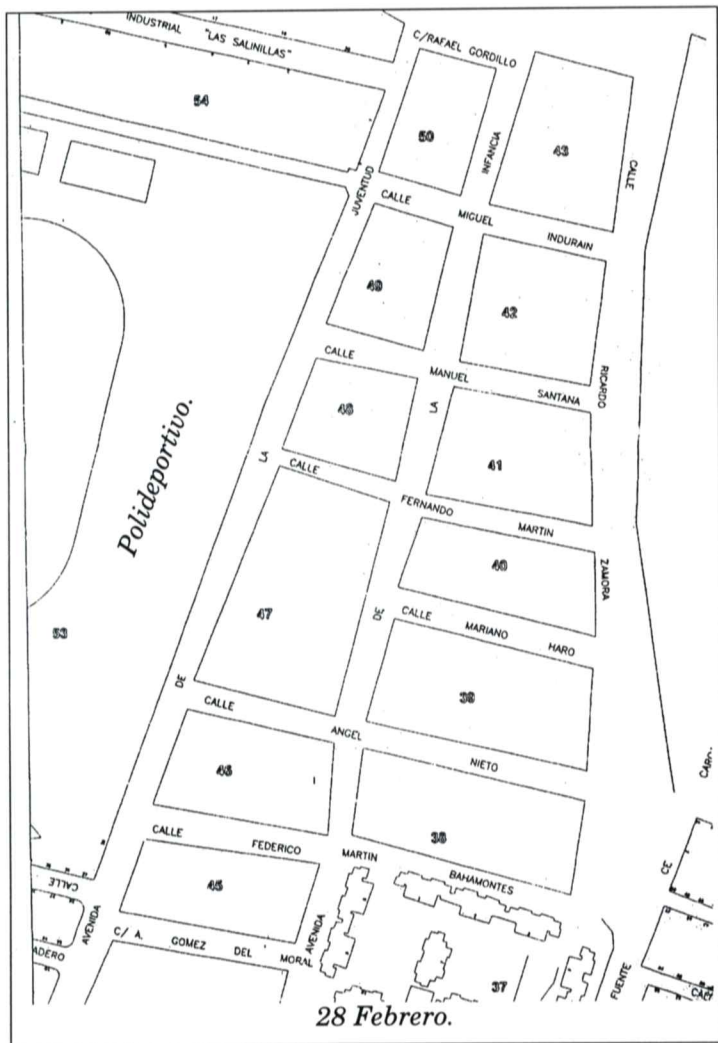 INDUSTRIAL "LAS SALINILLAS"
C/RAFAEL GORDILLO
54
50
43
INFANCIA
CALLE
JUVENTUD
CALLE MIGUEL INDURAIN
49
42
CALLE MANUEL SANTANA
RICARDO
48
LA
41
Polideportivo.
LA
CALLE FERNANDO MARTIN
40
ZAMORA
47
DE
CALLE MARIANO HARO
53
39
DE
CALLE ANGEL NIETO
46
38
CALLE FEDERICO MARTIN BAHAMONTES
CE
CALLE
45
AVENIDA
C/ A. GOMEZ DEL MORAL
AVENIDA
ADERO
37
FUENTE
28 Febrero.